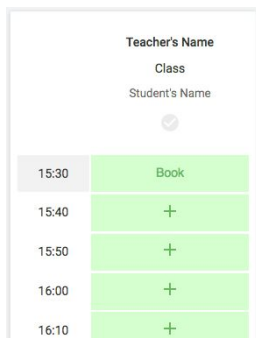 Teacher's Name
Class
Student's Name
15:30 Book
15:40 +
15:50 +
16:00 +
16:10 +